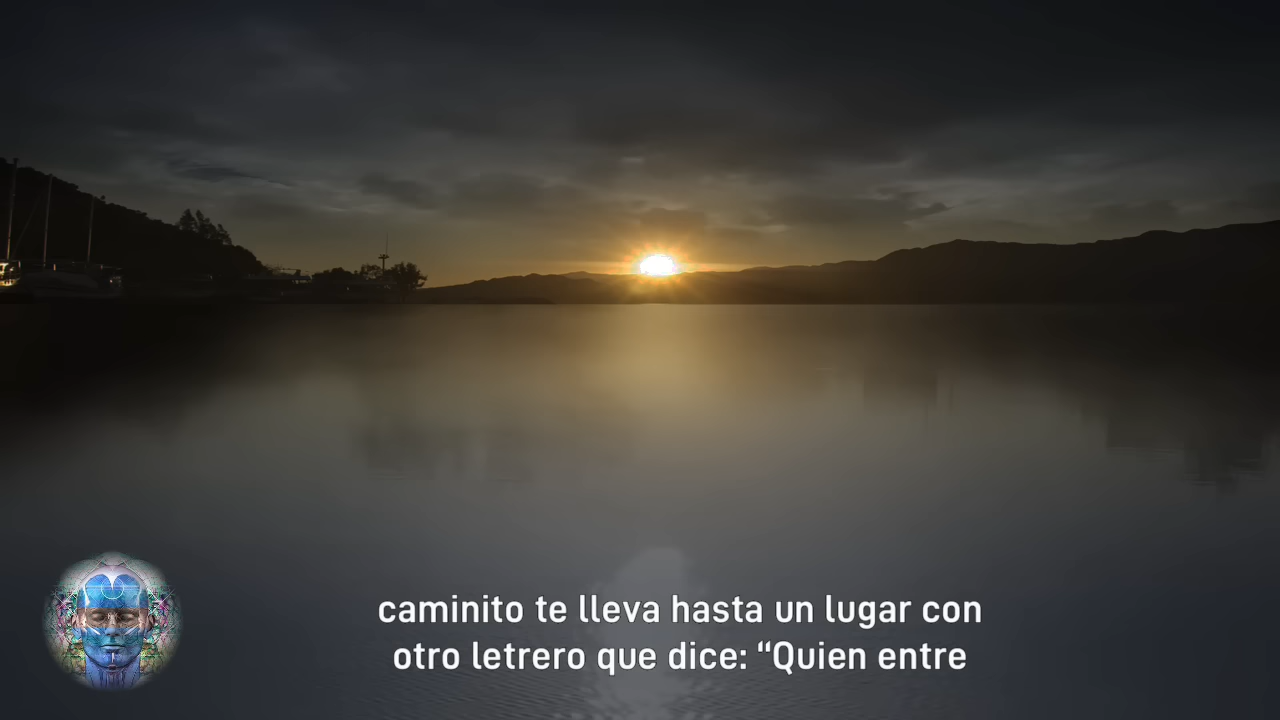 caminito te lleva hasta un lugar con
otro letrero que dice: “Quien entre